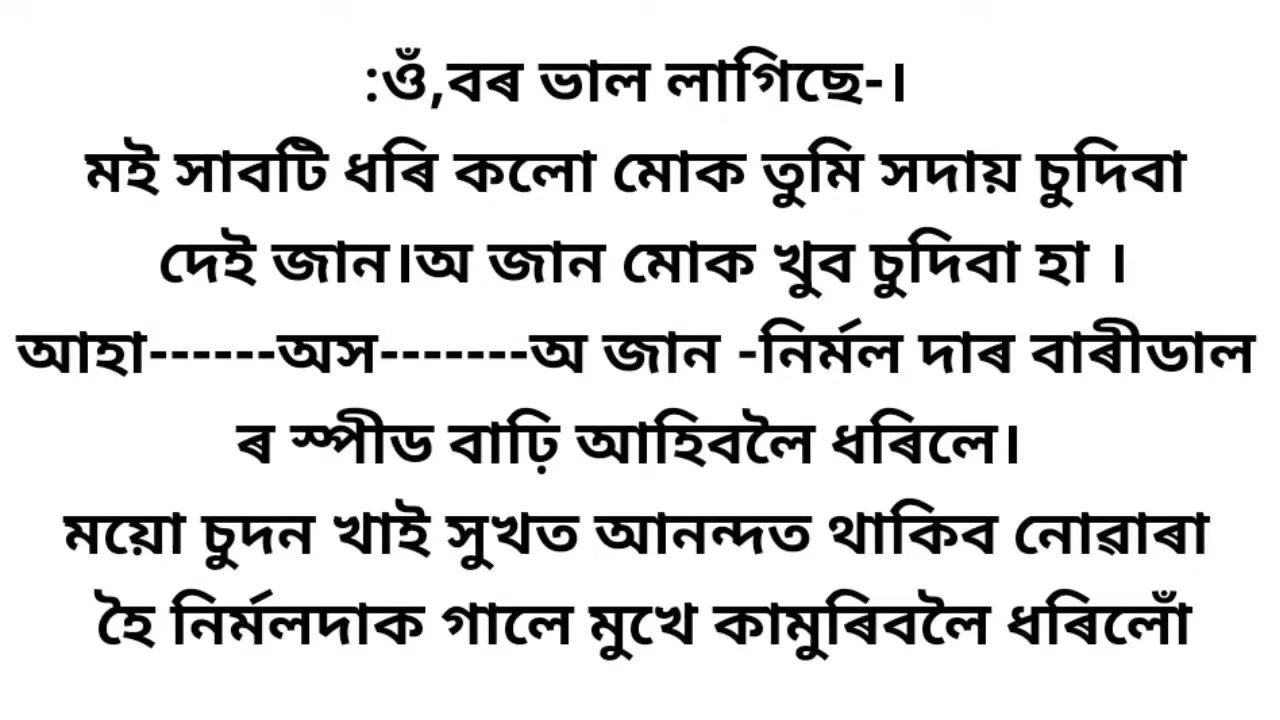 :ওঁ,বৰ ভাল লাগিছে-।
মই সাবটি ধৰি কলো মোক তুমি সদায় চুদিবা
দেই জান।অ জান মোক খুব চুদিবা হা ।
আহা------অস-------অ জান -নিৰ্মল দাৰ বাৰীডাল
ৰ স্পীড বাঢ়ি আহিবলৈ ধৰিলে।
ময়ো চুদন খাই সুখত আনন্দত থাকিব নোৱাৰা
হৈ নিৰ্মলদাক গালে মুখে কামুৰিবলৈ ধৰিলোঁ